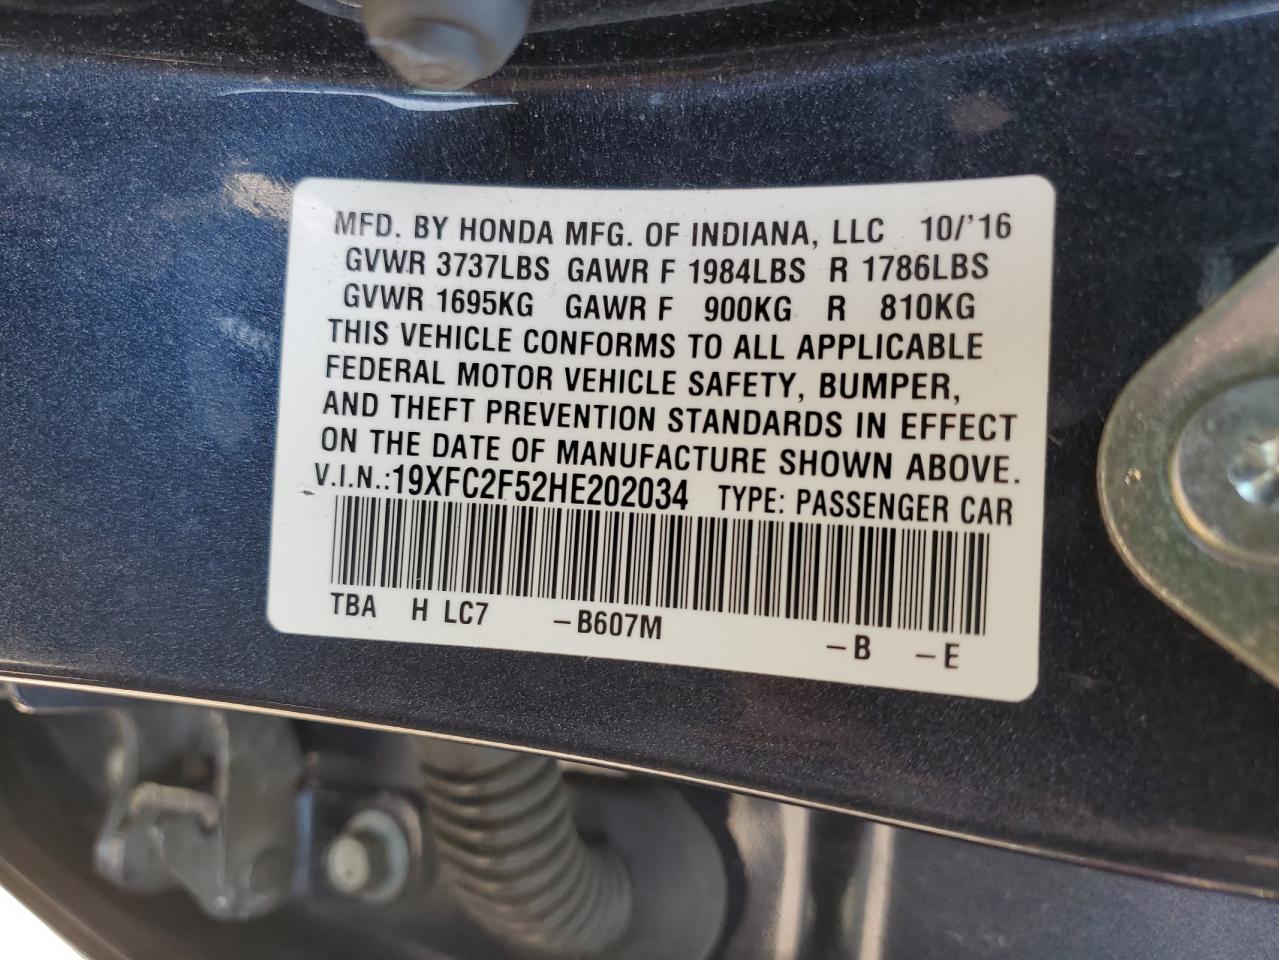 MFD. BY HONDA MFG. OF INDIANA, LLC 10/'16
GVWR 3737LBS GAWR F 1984LBS R 1786LBS
GVWR 1695KG GAWR F 900KG R 810KG
THIS VEHICLE CONFORMS TO ALL APPLICABLE
FEDERAL MOTOR VEHICLE SAFETY, BUMPER,
AND THEFT PREVENTION STANDARDS IN EFFECT
ON THE DATE OF MANUFACTURE SHOWN ABOVE.
V.I.N.:19XFC2F52HE202034 TYPE: PASSENGER CAR
TBA H LC7 -B607M -B -E